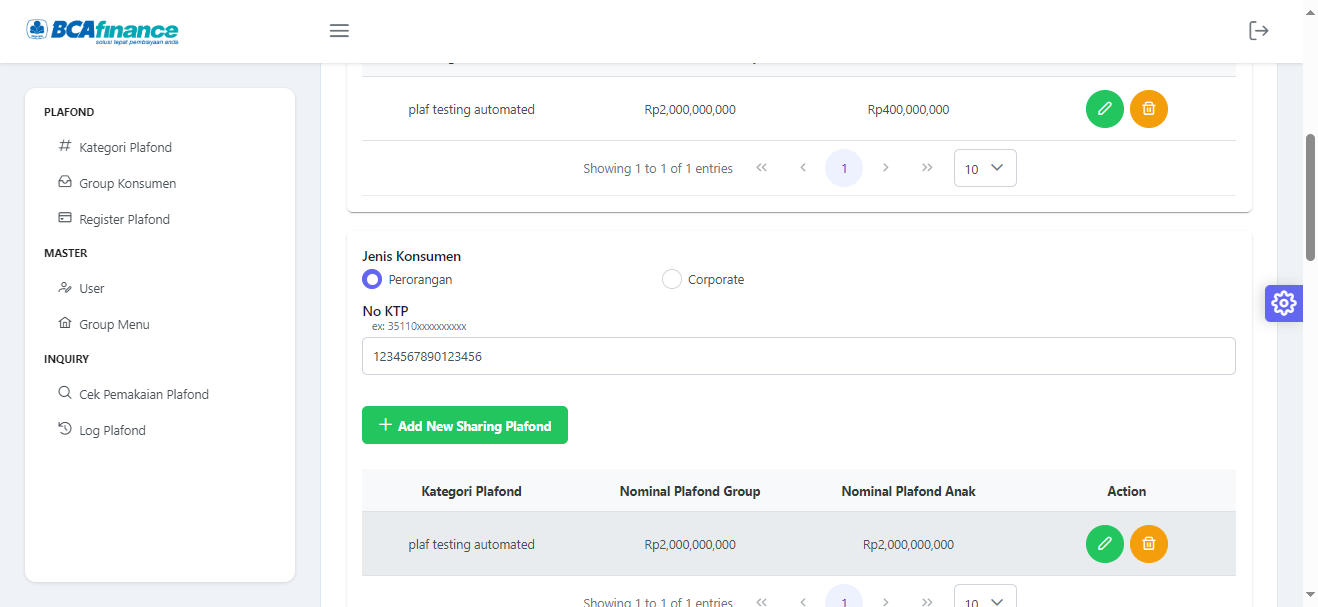 BCAfinance
solusi tepat pembiayaan anda
PLAFOND
Kategori Plafond
Group Konsumen
Register Plafond
MASTER
User
Group Menu
INQUIRY
Cek Pemakaian Plafond
Log Plafond
plaf testing automated Rp2,000,000,000 Rp400,000,000
Showing 1 to 1 of 1 entries << < 1 > >> 10
Jenis Konsumen
Perorangan Corporate
No KTP
ex: 35110xxxxxxxxxx
1234567890123456
+ Add New Sharing Plafond
Kategori Plafond Nominal Plafond Group Nominal Plafond Anak Action
plaf testing automated Rp2,000,000,000 Rp2,000,000,000
Showing 1 to 1 of 1 entries << < 1 > >> 10